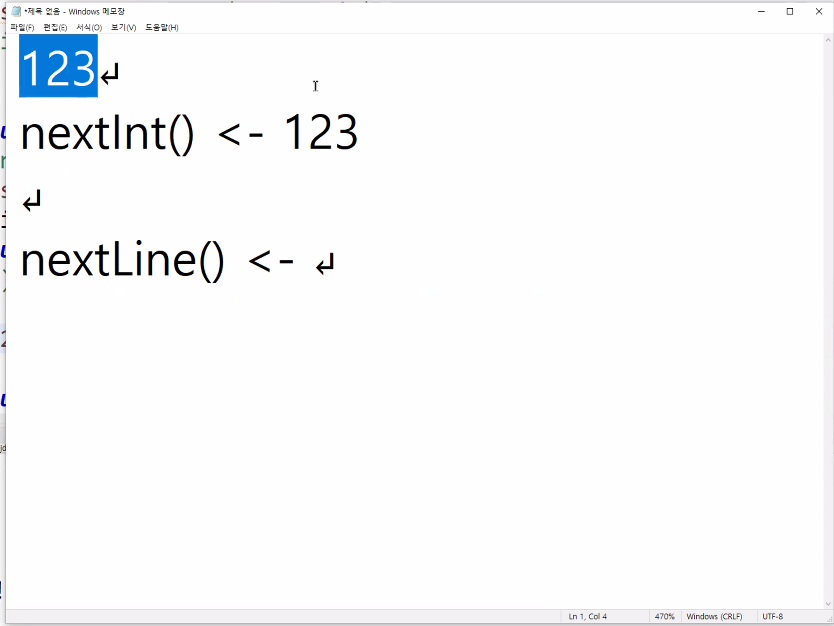 *제목 없음 - Windows 메모장
파일(F) 편집(E) 서식(O) 보기(V) 도움말(H)
123↵
nextInt() <- 123
↵
nextLine() <- ↵
Ln 1, Col 4 470% Windows (CRLF) UTF-8